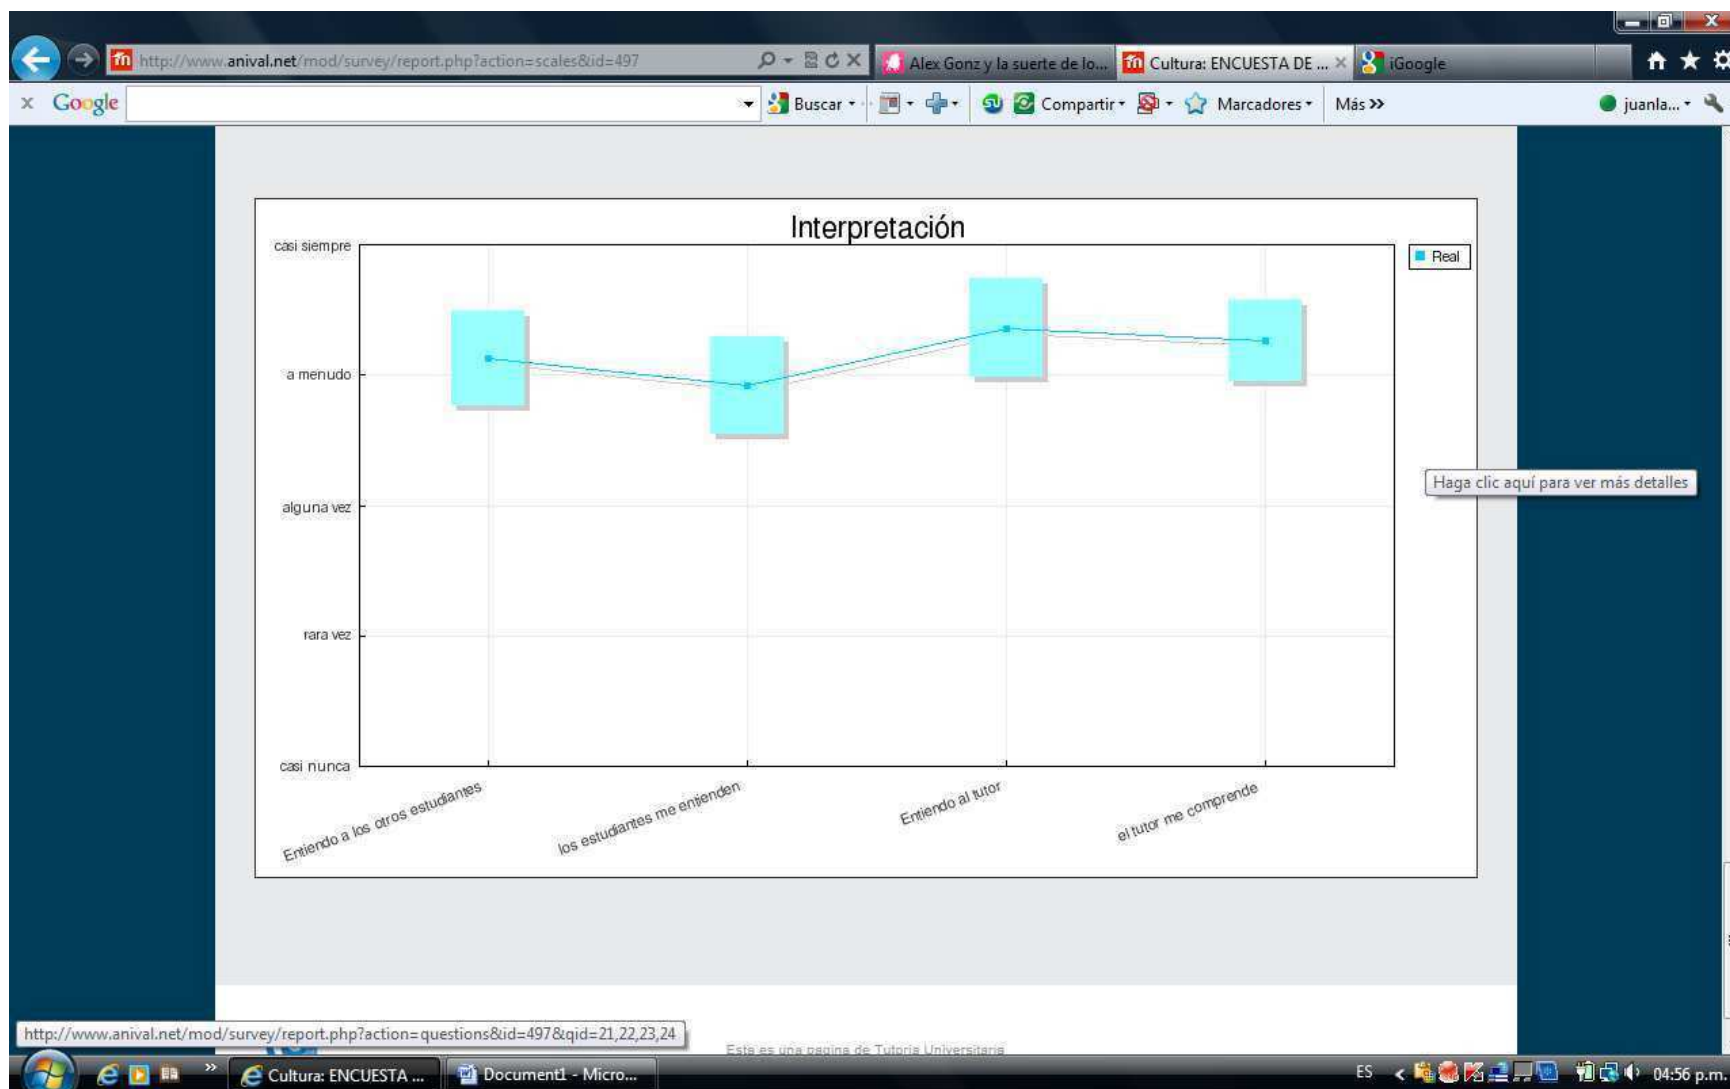 http://www.anival.net/mod/survey/report.php?action=scales&id=497
Alex Gonz y la suerte de lo...
Cultura: ENCUESTA DE ...
iGoogle
x Google
Buscar
Compartir
Marcadores
Más >>
juanla...
Interpretación
casi siempre
a menudo
alguna vez
rara vez
casi nunca
Real
Entiendo a los otros estudiantes
los estudiantes me entienden
Entiendo al tutor
el tutor me comprende
Haga clic aquí para ver más detalles
http://www.anival.net/mod/survey/report.php?action=questions&id=497&qid=21,22,23,24
Esta es una pagina de Tutoria Universitaria
Cultura: ENCUESTA ...
Document1 - Micro...
ES
04:56 p.m.